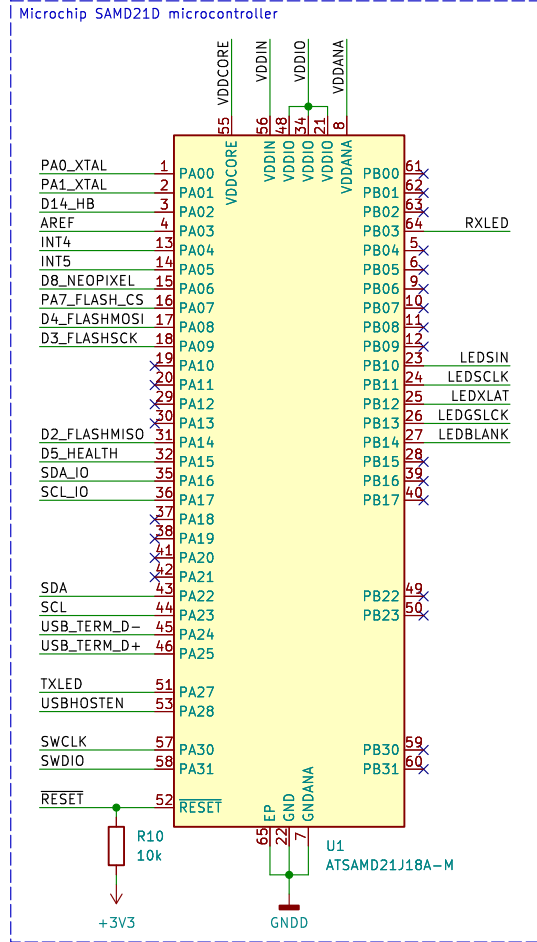 Microchip SAMD21D microcontroller
VDDCORE VDDIN VDDIO VDDANA
55 56 48 34 21 8
VDDCORE VDDIN VDDIO VDDIO VDDIO VDDANA
PA0_XTAL 1 PA00 PB00 61
PA1_XTAL 2 PA01 PB01 62
D14_HB 3 PA02 PB02 63
AREF 4 PA03 PB03 64 RXLED
INT4 13 PA04 PB04 5
INT5 14 PA05 PB05 6
D8_NEOPIXEL 15 PA06 PB06 9
PA7_FLASH_CS 16 PA07 PB07 10
D4_FLASHMOSI 17 PA08 PB08 11
D3_FLASHSCK 18 PA09 PB09 12
19 PA10 PB10 23 LEDSIN
20 PA11 PB11 24 LEDSCLK
29 PA12 PB12 25 LEDXLAT
30 PA13 PB13 26 LEDGSLCK
D2_FLASHMISO 31 PA14 PB14 27 LEDBLANK
D5_HEALTH 32 PA15 PB15 28
SDA_IO 35 PA16 PB16 39
SCL_IO 36 PA17 PB17 40
37 PA18
38 PA19
41 PA20
42 PA21
SDA 43 PA22 PB22 49
SCL 44 PA23 PB23 50
USB_TERM_D- 45 PA24
USB_TERM_D+ 46 PA25
TXLED 51 PA27
USBHOSTEN 53 PA28
SWCLK 57 PA30 PB30 59
SWDIO 58 PA31 PB31 60
RESET 52 RESET
EP GND GNDANA
65 22 7
R10
10k
U1
ATSAMD21J18A-M
+3V3
GNDD